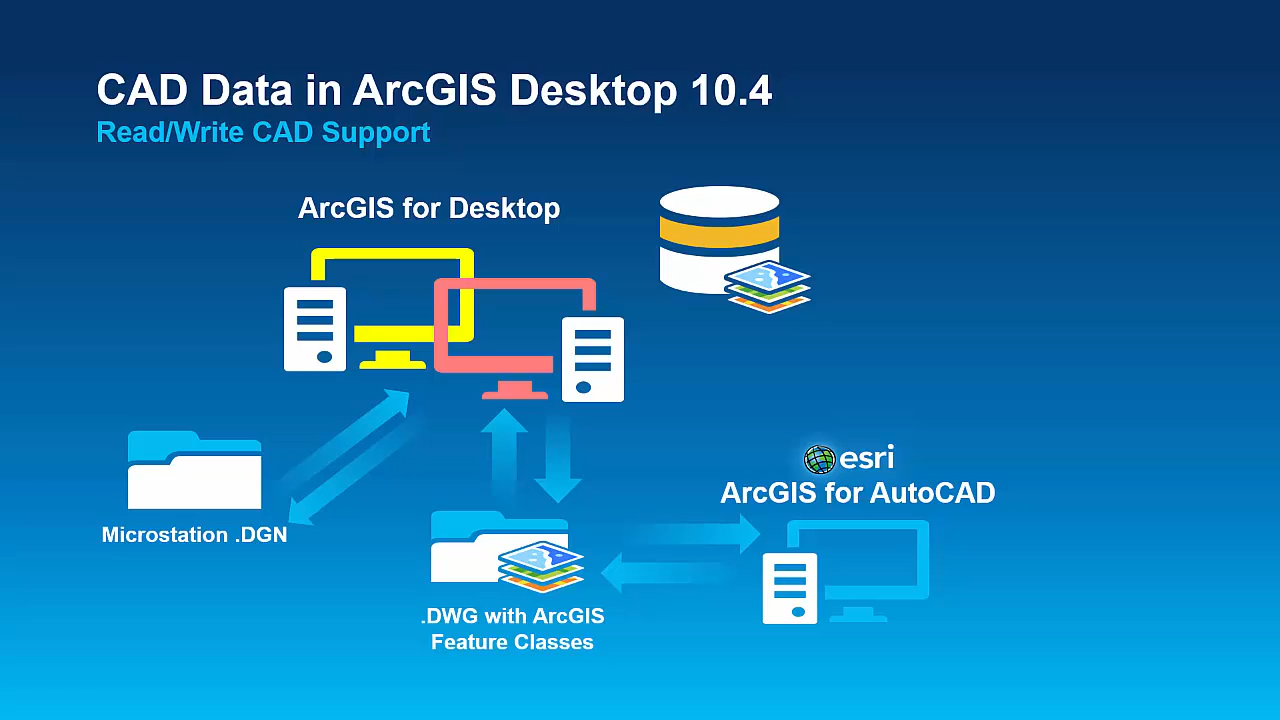 CAD Data in ArcGIS Desktop 10.4
Read/Write CAD Support
ArcGIS for Desktop
esri
ArcGIS for AutoCAD
Microstation .DGN
.DWG with ArcGIS
Feature Classes